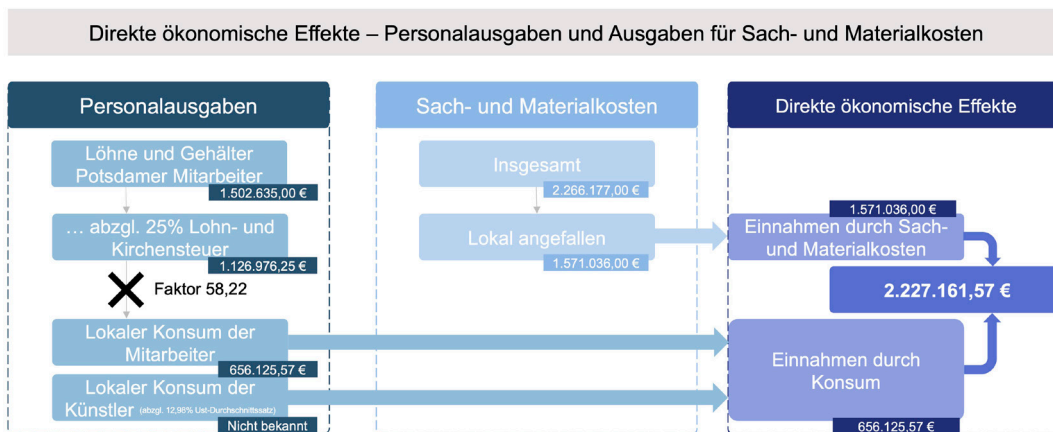 Direkte ökonomische Effekte – Personalausgaben und Ausgaben für Sach- und Materialkosten
Personalausgaben
Löhne und Gehälter
Potsdamer Mitarbeiter
1.502.635,00 €
... abzgl. 25% Lohn- und
Kirchensteuer
1.126.976,25 €
Faktor 58,22
Lokaler Konsum der
Mitarbeiter
656.125,57 €
Lokaler Konsum der
Künstler (abzgl. 12,98% Ust-Durchschnittssatz)
Nicht bekannt
Sach- und Materialkosten
Insgesamt
2.266.177,00 €
Lokal angefallen
1.571.036,00 €
Direkte ökonomische Effekte
1.571.036,00 €
Einnahmen durch Sach-
und Materialkosten
2.227.161,57 €
Einnahmen durch
Konsum
656.125,57 €